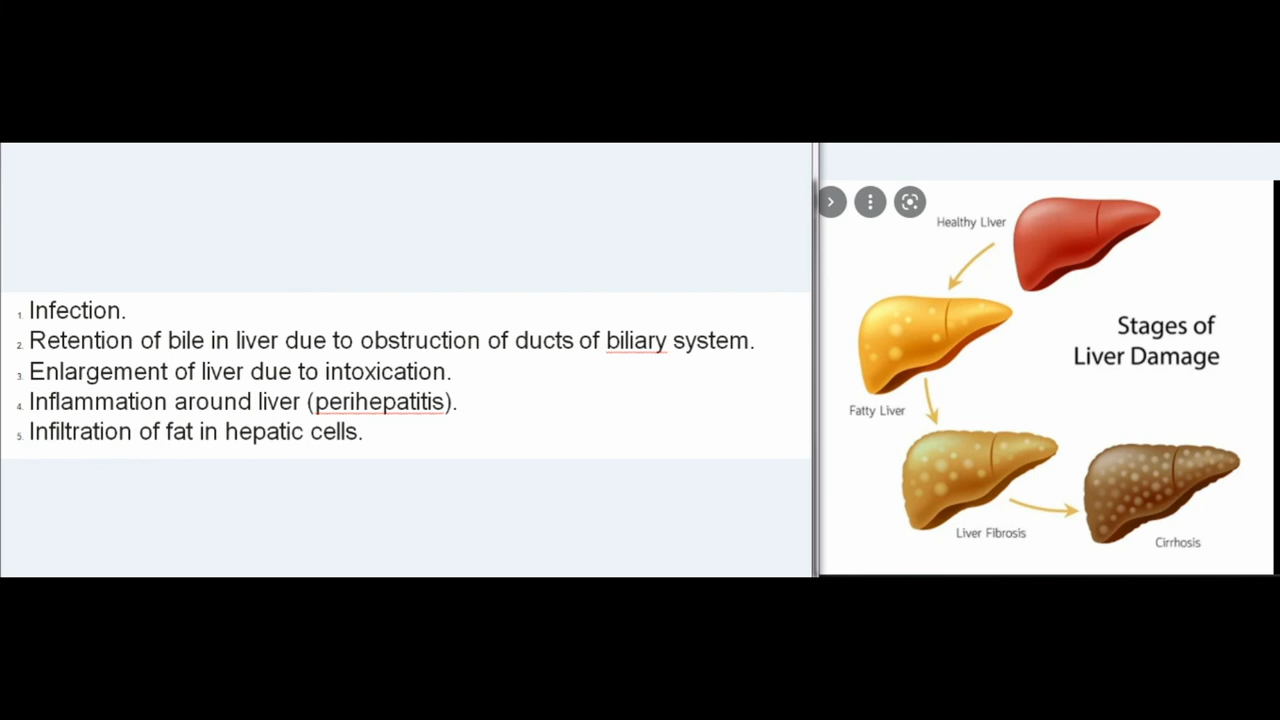 1. Infection.
2. Retention of bile in liver due to obstruction of ducts of biliary system.
3. Enlargement of liver due to intoxication.
4. Inflammation around liver (perihepatitis).
5. Infiltration of fat in hepatic cells.
Healthy Liver
Stages of
Liver Damage
Fatty Liver
Liver Fibrosis
Cirrhosis